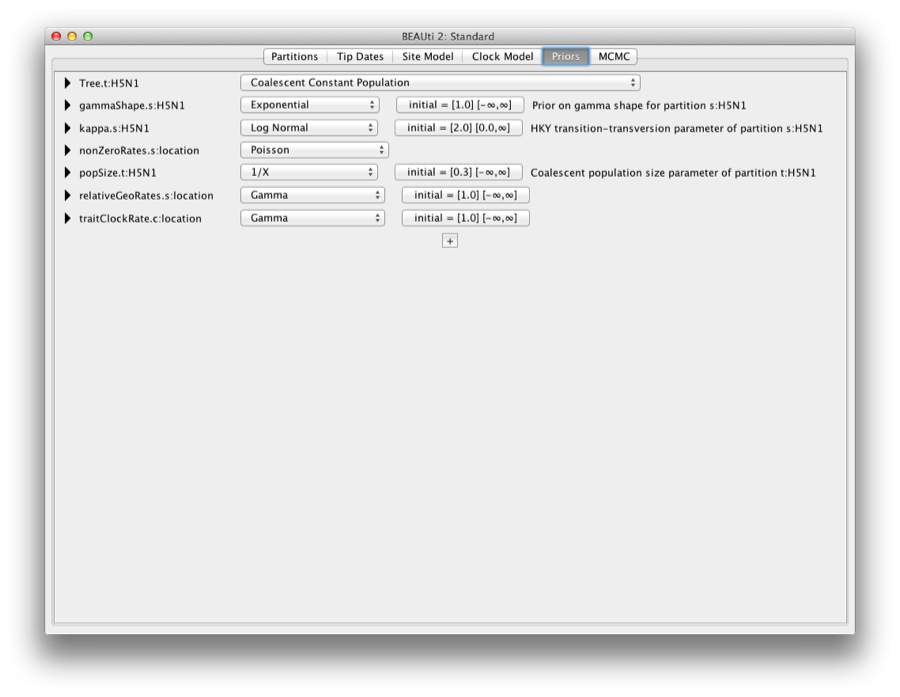 BEAUti 2: Standard
Partitions Tip Dates Site Model Clock Model Priors MCMC
Tree.t:H5N1 Coalescent Constant Population
gammaShape.s:H5N1 Exponential initial = [1.0] [-∞,∞] Prior on gamma shape for partition s:H5N1
kappa.s:H5N1 Log Normal initial = [2.0] [0.0,∞] HKY transition-transversion parameter of partition s:H5N1
nonZeroRates.s:location Poisson
popSize.t:H5N1 1/X initial = [0.3] [-∞,∞] Coalescent population size parameter of partition t:H5N1
relativeGeoRates.s:location Gamma initial = [1.0] [-∞,∞]
traitClockRate.c:location Gamma initial = [1.0] [-∞,∞]
+